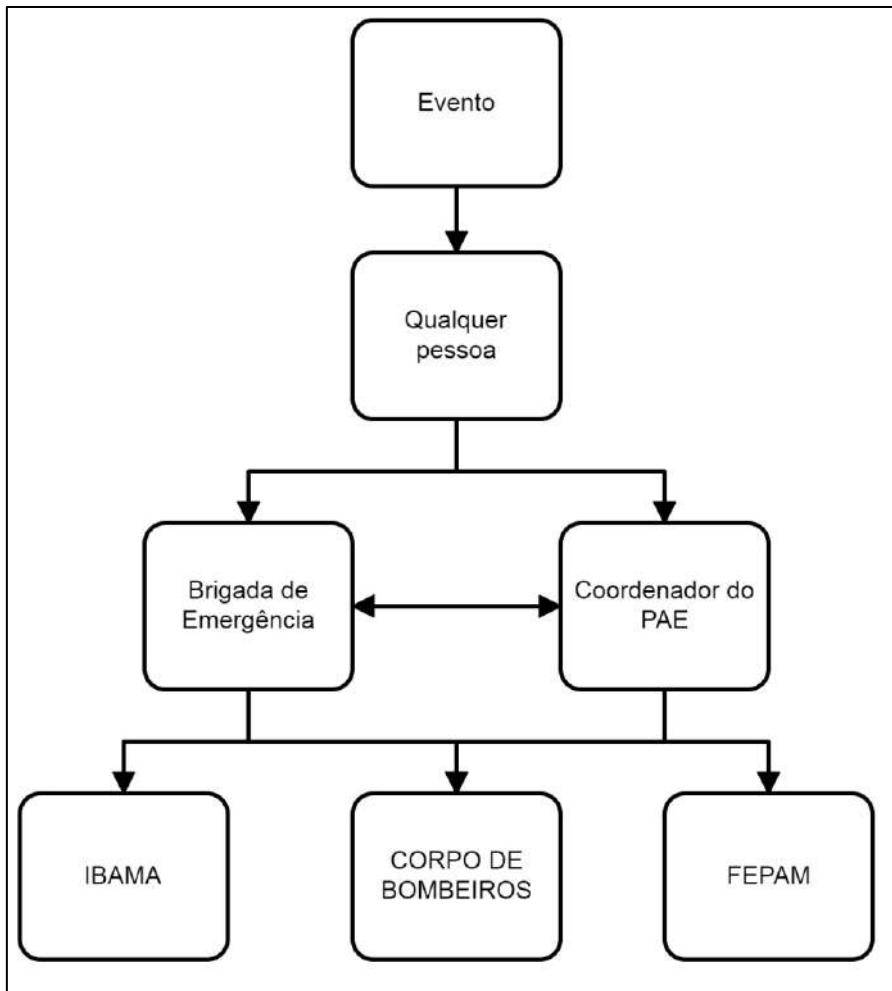 Evento
Qualquer
pessoa
Brigada de
Emergência
Coordenador do
PAE
IBAMA
CORPO DE
BOMBEIROS
FEPAM